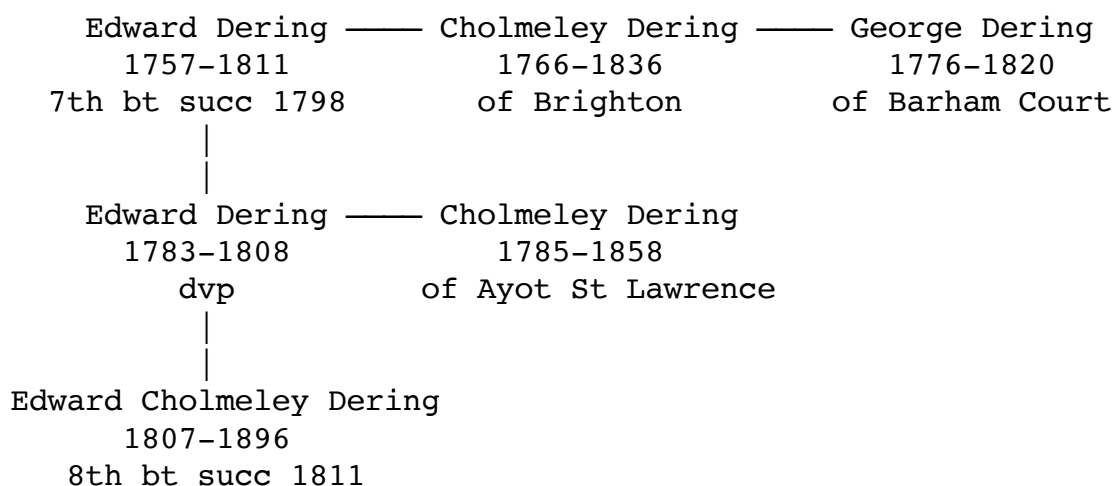 Edward Dering —— Cholmeley Dering —— George Dering
1757–1811 1766–1836 1776–1820
7th bt succ 1798 of Brighton of Barham Court
Edward Dering —— Cholmeley Dering
1783–1808 1785–1858
dvp of Ayot St Lawrence
Edward Cholmeley Dering
1807–1896
8th bt succ 1811